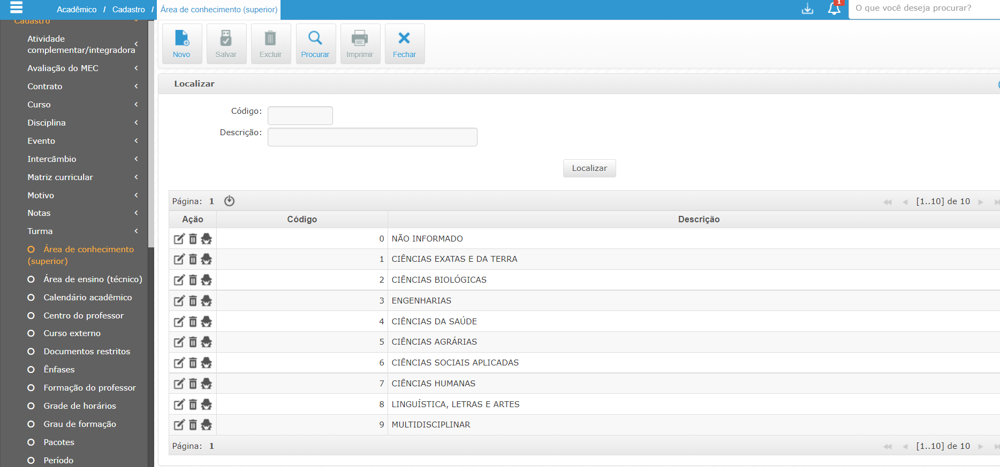 Acadêmico / Cadastro / Área de conhecimento (superior)
1
O que você deseja procurar?
Cadastro
Atividade
complementar/integradora
Avaliação do MEC
Contrato
Curso
Disciplina
Evento
Intercâmbio
Matriz curricular
Motivo
Notas
Turma
Área de conhecimento
(superior)
Área de ensino (técnico)
Calendário acadêmico
Centro do professor
Curso externo
Documentos restritos
Ênfases
Formação do professor
Grade de horários
Grau de formação
Pacotes
Período
Novo Salvar Excluir Procurar Imprimir Fechar
Localizar
Código:
Descrição:
Localizar
Página: 1 [1..10] de 10
Ação Código Descrição
0 NÃO INFORMADO
1 CIÊNCIAS EXATAS E DA TERRA
2 CIÊNCIAS BIOLÓGICAS
3 ENGENHARIAS
4 CIÊNCIAS DA SAÚDE
5 CIÊNCIAS AGRÁRIAS
6 CIÊNCIAS SOCIAIS APLICADAS
7 CIÊNCIAS HUMANAS
8 LINGUÍSTICA, LETRAS E ARTES
9 MULTIDISCIPLINAR
Página: 1 [1..10] de 10